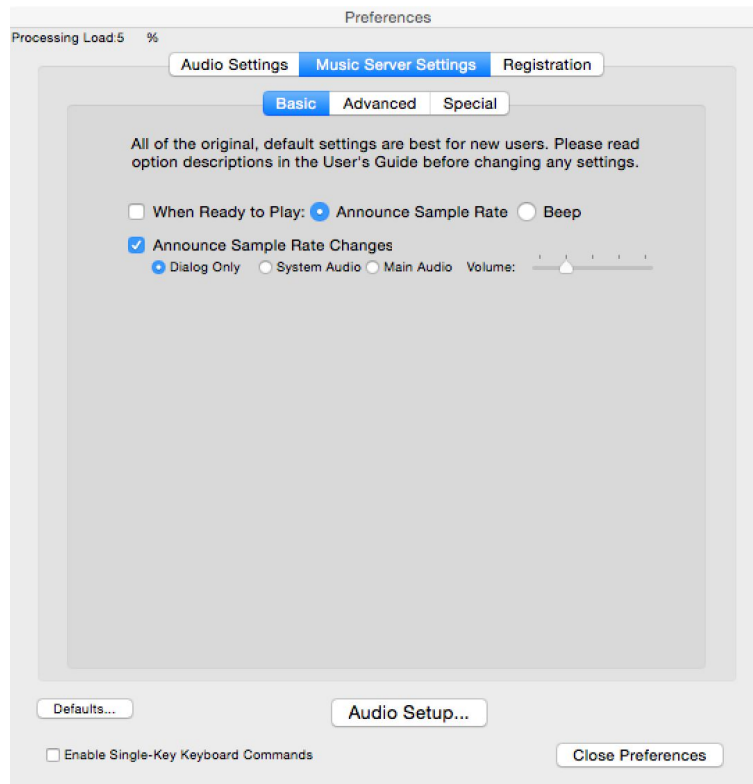 Preferences
Processing Load:5 %
Audio Settings Music Server Settings Registration
Basic Advanced Special
All of the original, default settings are best for new users. Please read
option descriptions in the User's Guide before changing any settings.
When Ready to Play: Announce Sample Rate Beep
Announce Sample Rate Changes
Dialog Only System Audio Main Audio Volume:
Defaults...
Audio Setup...
Enable Single-Key Keyboard Commands
Close Preferences